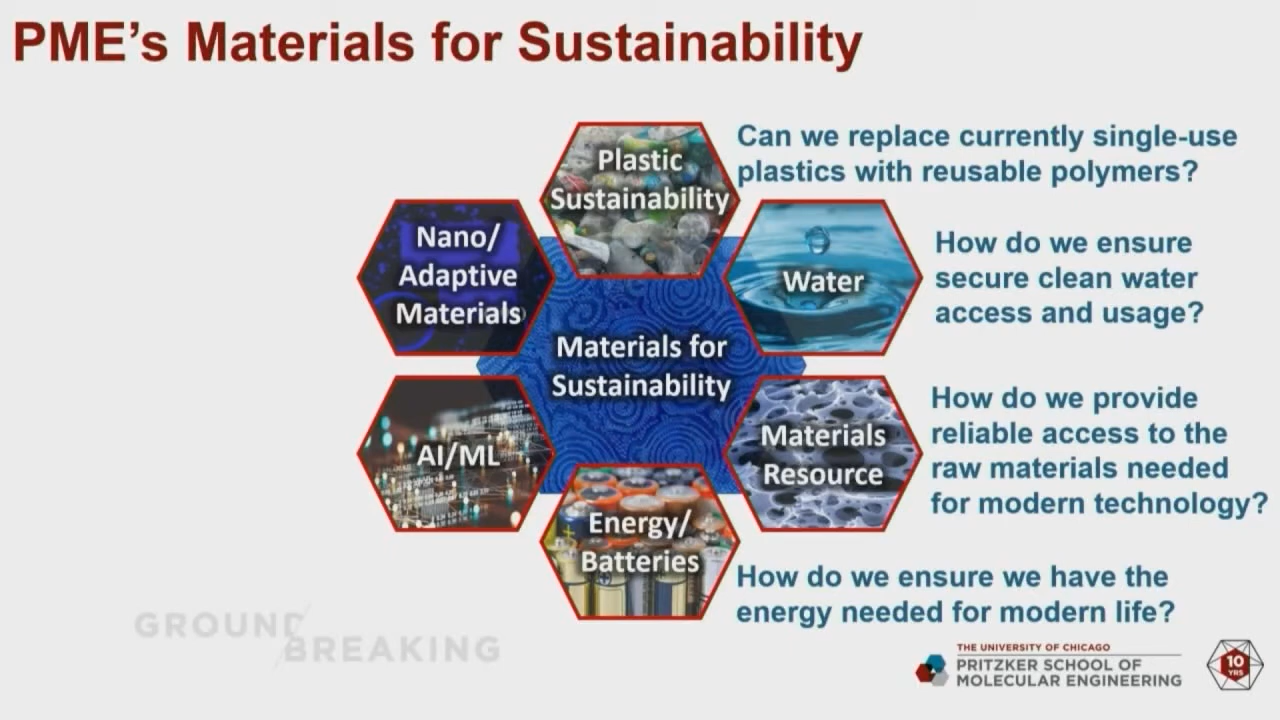 PME’s Materials for Sustainability
Plastic
Sustainability
Can we replace currently single-use
plastics with reusable polymers?
Nano/
Adaptive
Materials
Water
How do we ensure
secure clean water
access and usage?
Materials for
Sustainability
AI/ML
Materials
Resource
How do we provide
reliable access to the
raw materials needed
for modern technology?
Energy/
Batteries
How do we ensure we have the
energy needed for modern life?
GROUND
BREAKING
THE UNIVERSITY OF CHICAGO
PRITZKER SCHOOL OF
MOLECULAR ENGINEERING
10
YRS